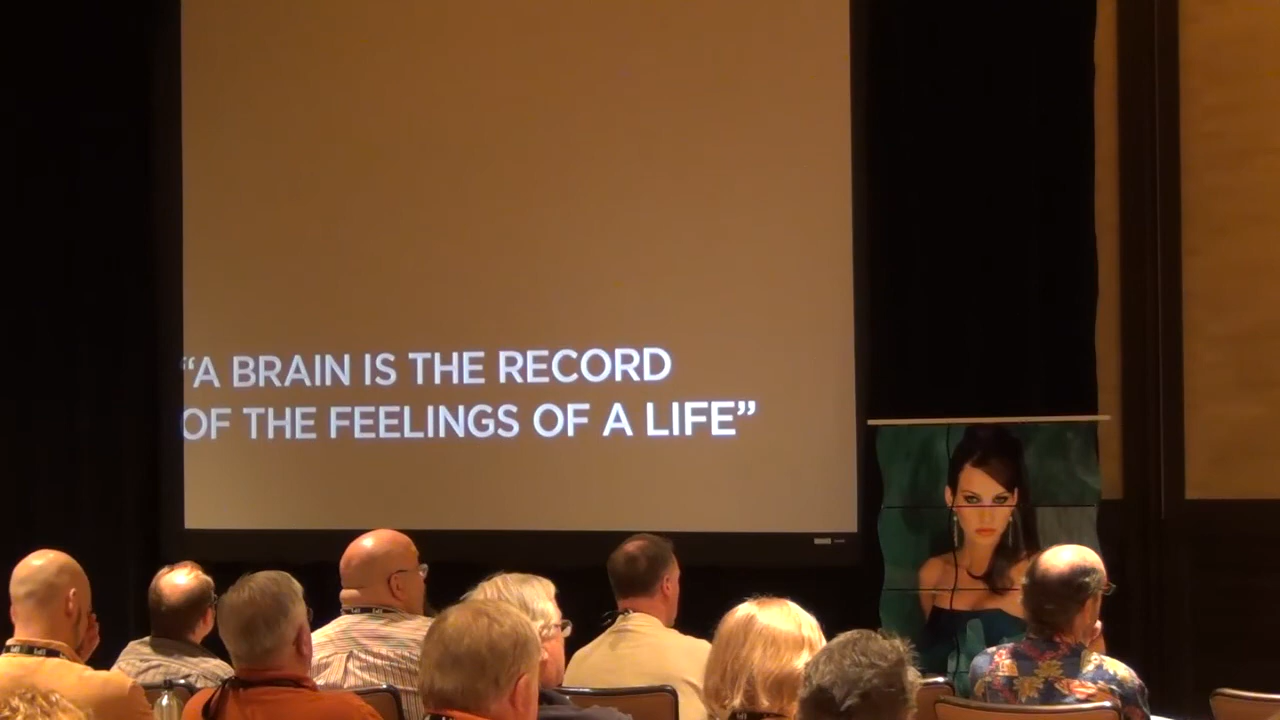 “A BRAIN IS THE RECORD
OF THE FEELINGS OF A LIFE”